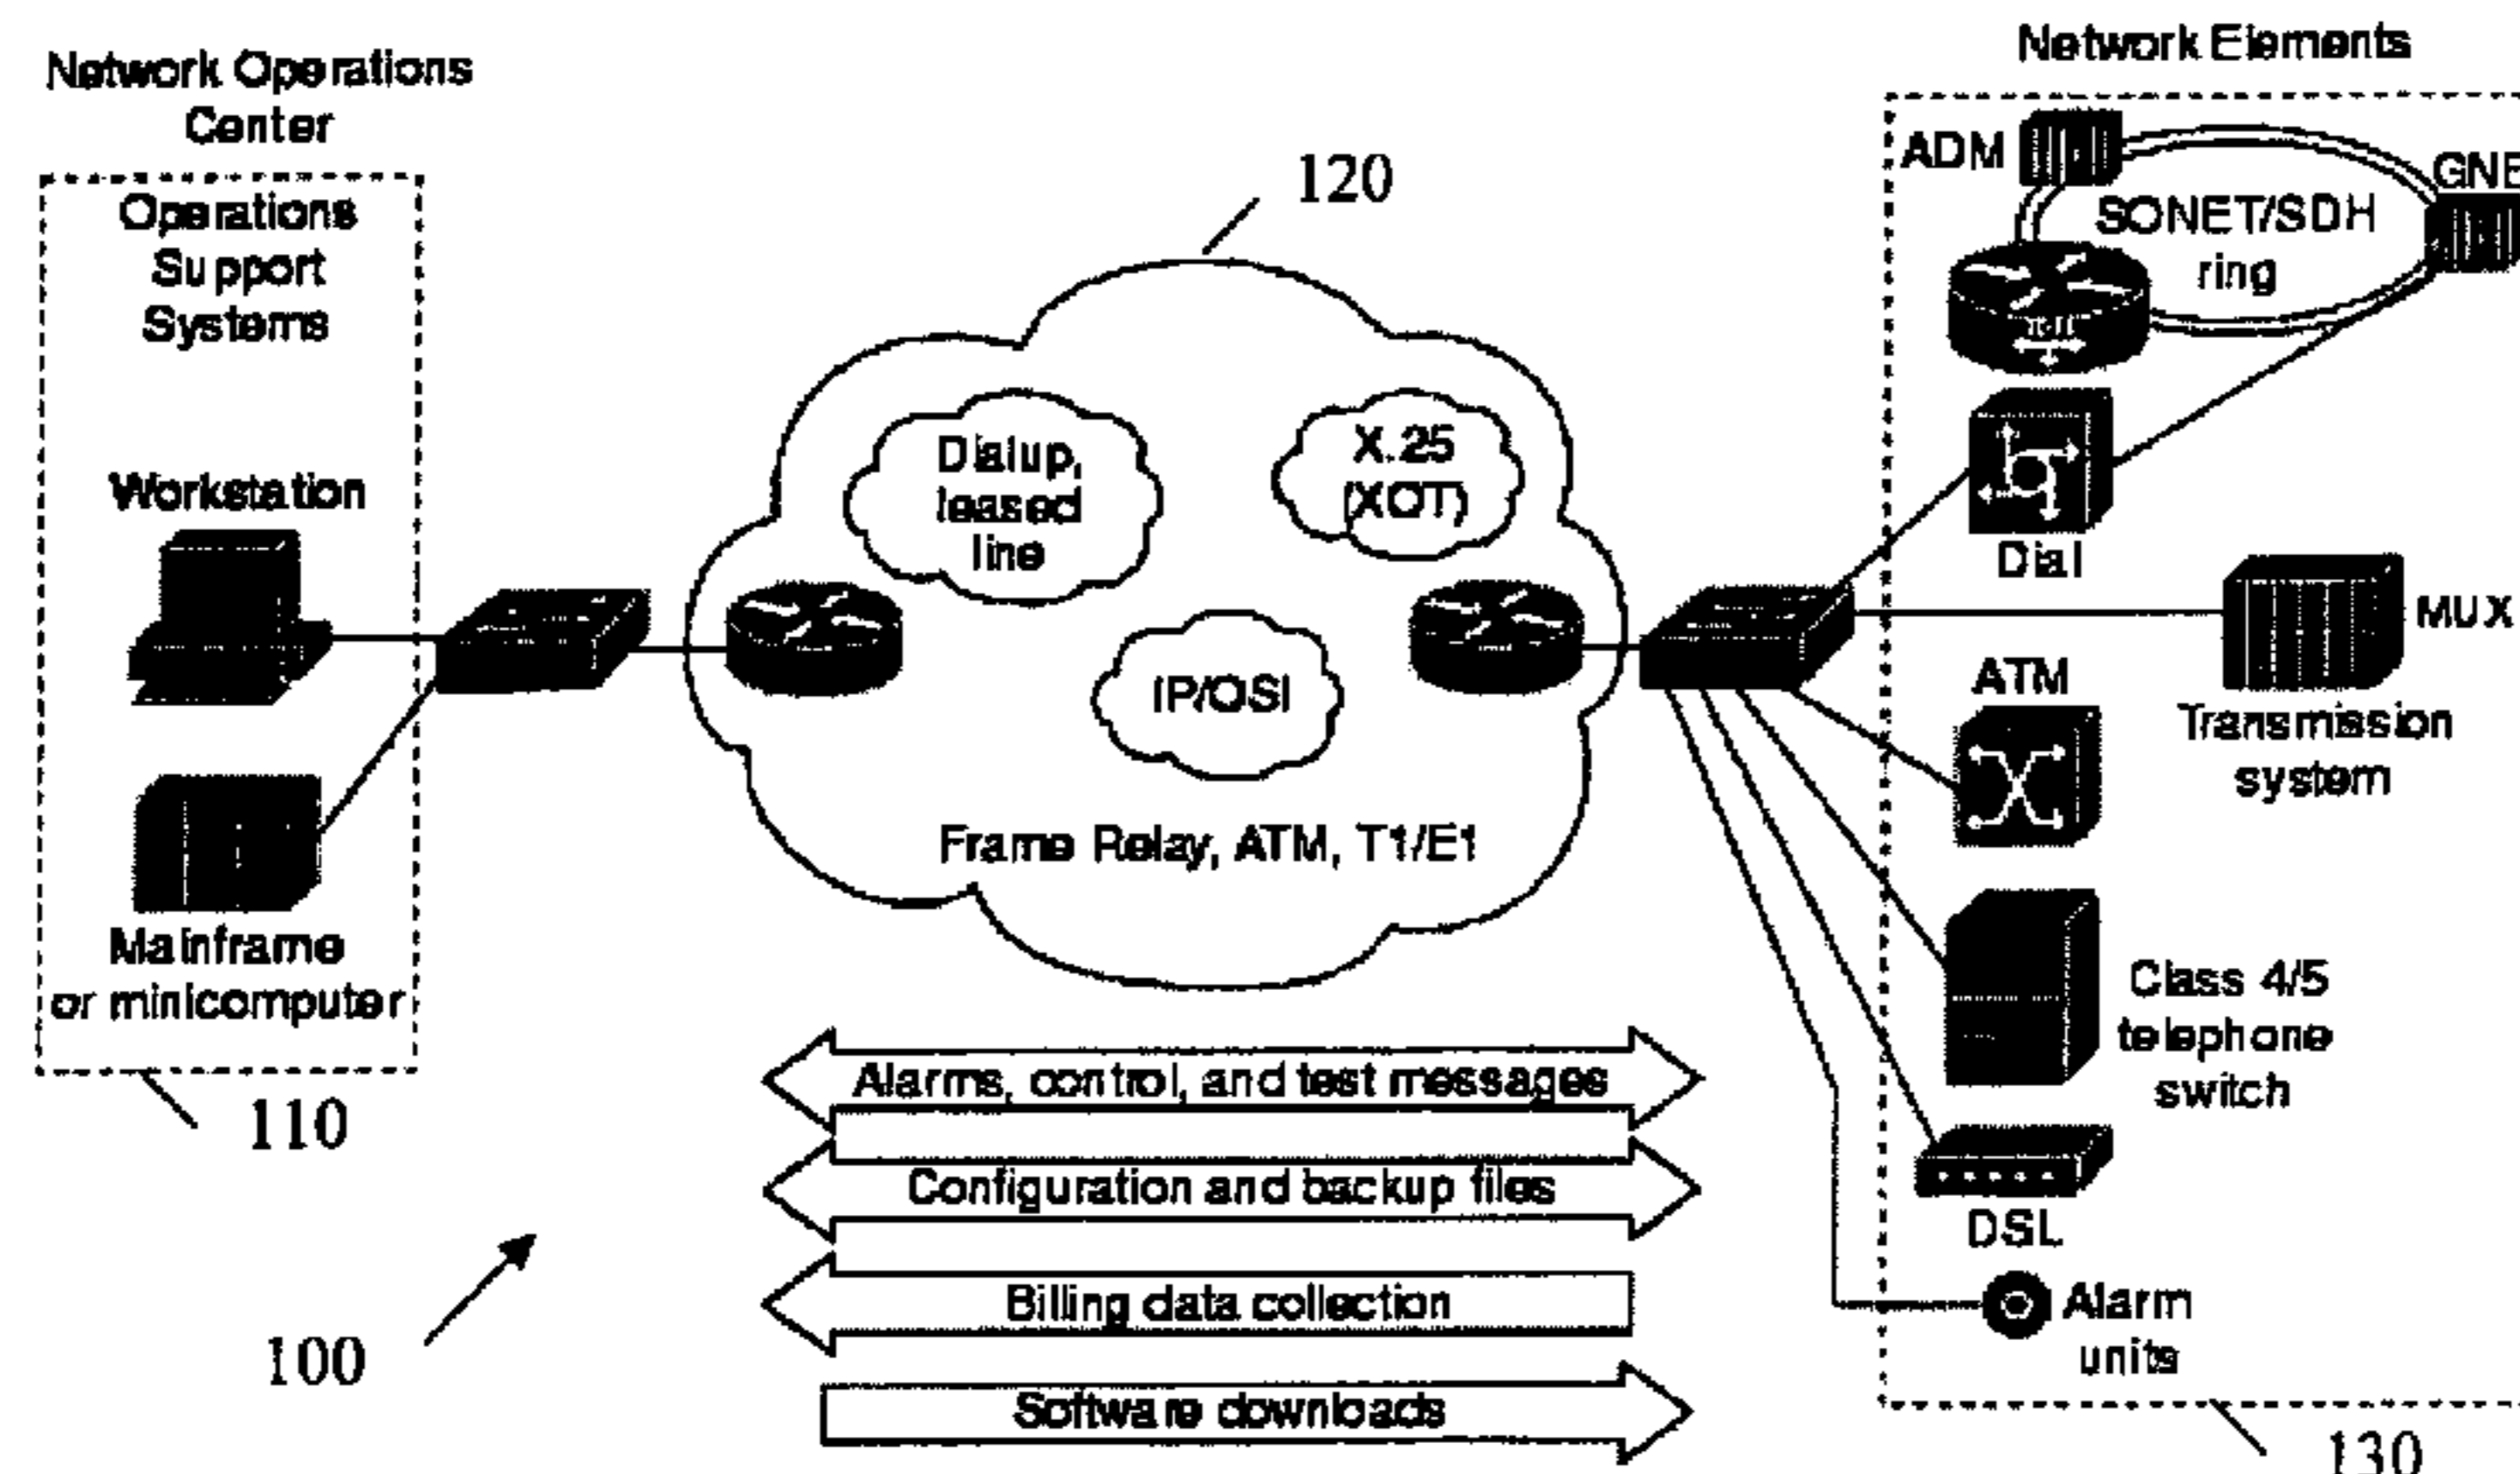 Network Operations
Center
Operations
Support
Systems
Workstation
Mainframe
or minicomputer
110
100
120
Dialup,
leased
line
X.25
(XOT)
IP/OSI
Frame Relay, ATM, T1/E1
Alarms, control, and test messages
Configuration and backup files
Billing data collection
Software downloads
Network Elements
ADM
GNE
SONET/SDH
ring
Dial
MUX
Transmission
system
ATM
Class 4/5
telephone
switch
DSL
Alarm
units
130